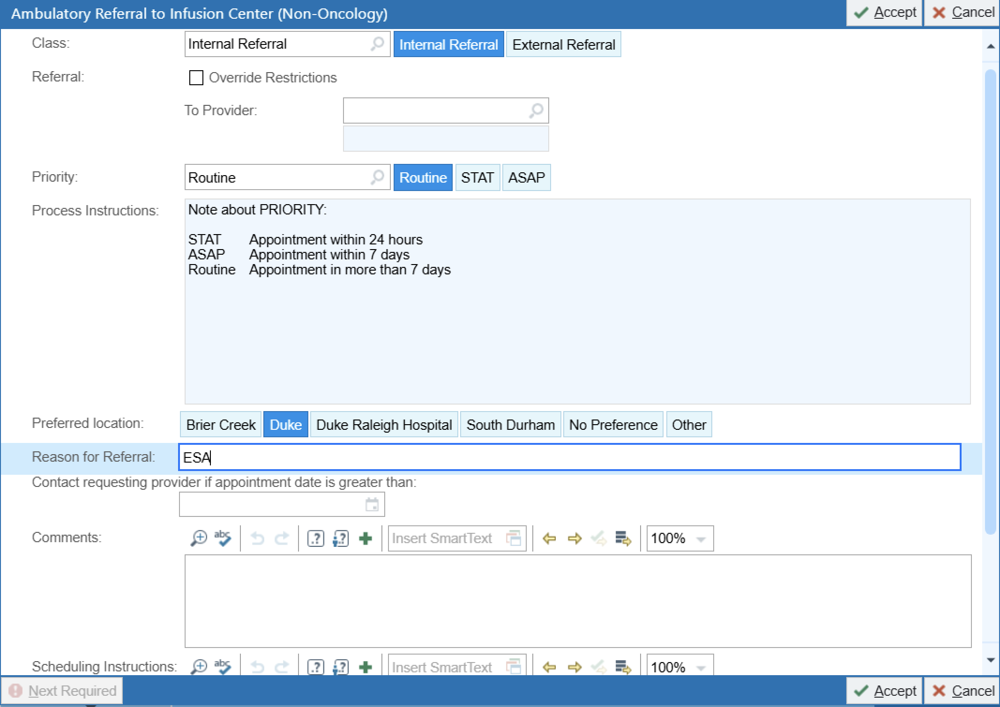 Ambulatory Referral to Infusion Center (Non-Oncology) Accept Cancel
Class: Internal Referral Internal Referral External Referral
Referral: Override Restrictions
To Provider:
Priority: Routine Routine STAT ASAP
Process Instructions: Note about PRIORITY:
STAT Appointment within 24 hours
ASAP Appointment within 7 days
Routine Appointment in more than 7 days
Preferred location: Brier Creek Duke Duke Raleigh Hospital South Durham No Preference Other
Reason for Referral: ESA
Contact requesting provider if appointment date is greater than:
Comments: abc Insert SmartText 100%
Scheduling Instructions: abc Insert SmartText 100%
Next Required Accept Cancel